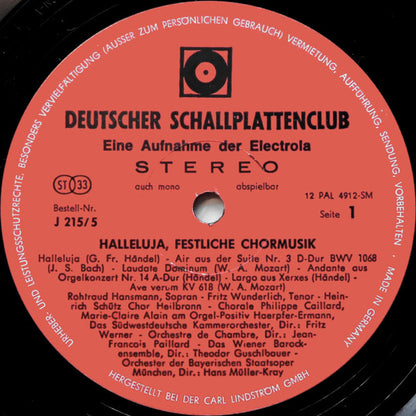 URHEBER- UND LEISTUNGSSCHUTZRECHTE, BESONDERS VERVIELFÄLTIGUNG (AUSSER ZUM PERSÖNLICHEN GEBRAUCH) VERMIETUNG, AUFFÜHRUNG, SENDUNG, VORBEHALTEN • MADE IN GERMANY
DEUTSCHER SCHALLPLATTENCLUB
Eine Aufnahme der Electrola
STEREO
auch mono abspielbar
ST 33
12 PAL 4912-SM
Bestell-Nr.
J 215/5
Seite 1
HALLELUJA, FESTLICHE CHORMUSIK
Halleluja (G. Fr. Händel) - Air aus der Suite Nr. 3 D-Dur BWV 1068
(J. S. Bach) - Laudate Dominum (W. A. Mozart) - Andante aus
Orgelkonzert Nr. 14 A-Dur (Händel) - Largo aus Xerxes (Händel) -
Ave verum KV 618 (W. A. Mozart)
Rohtraud Hansmann, Sopran - Fritz Wunderlich, Tenor - Hein-
rich Schütz Chor Heilbronn - Chorale Philippe Caillard,
Marie-Claire Alain am Orgel-Positiv Haerpfer-Ermann,
Das Südwestdeutsche Kammerorchester, Dir.: Fritz
Werner - Orchestre de Chambre, Dir.: Jean-
Francois Paillard - Das Wiener Barock-
ensemble, Dir.: Theodor Guschlbauer -
Orchester der Bayerischen Staatsoper
München, Dir.: Hans Müller-Kray
HERGESTELLT BEI DER CARL LINDSTRÖM GMBH